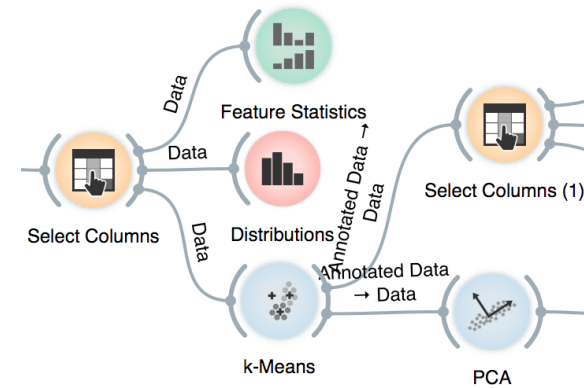 Data
Feature Statistics
Data
Select Columns
Data
Distributions
Annotated Data →
Data
Select Columns (1)
Annotated Data
→ Data
k-Means
PCA